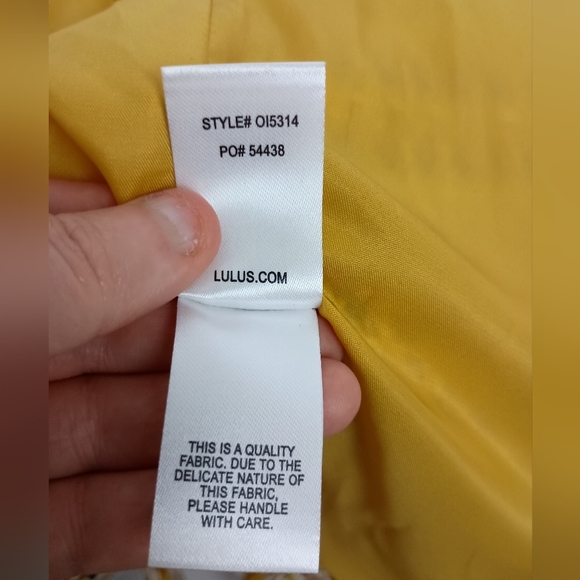 STYLE# OI5314
PO# 54438
LULUS.COM
THIS IS A QUALITY
FABRIC. DUE TO THE
DELICATE NATURE OF
THIS FABRIC,
PLEASE HANDLE
WITH CARE.